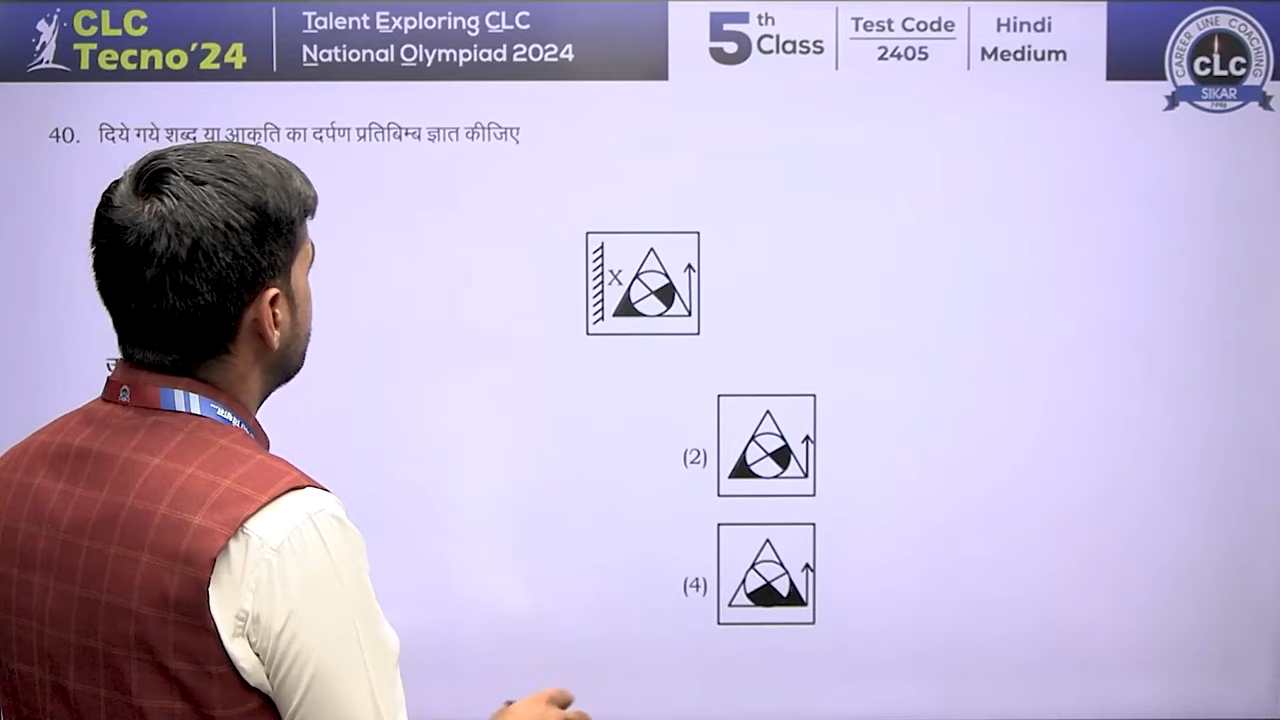 CLC
Tecno'24
Talent Exploring CLC
National Olympiad 2024
5th Class
Test Code
2405
Hindi
Medium
CAREER LINE COACHING
CLC
SIKAR
1996
40. दिये गये शब्द या आकृति का दर्पण प्रतिबिम्ब ज्ञात कीजिए
X
(2)
(4)